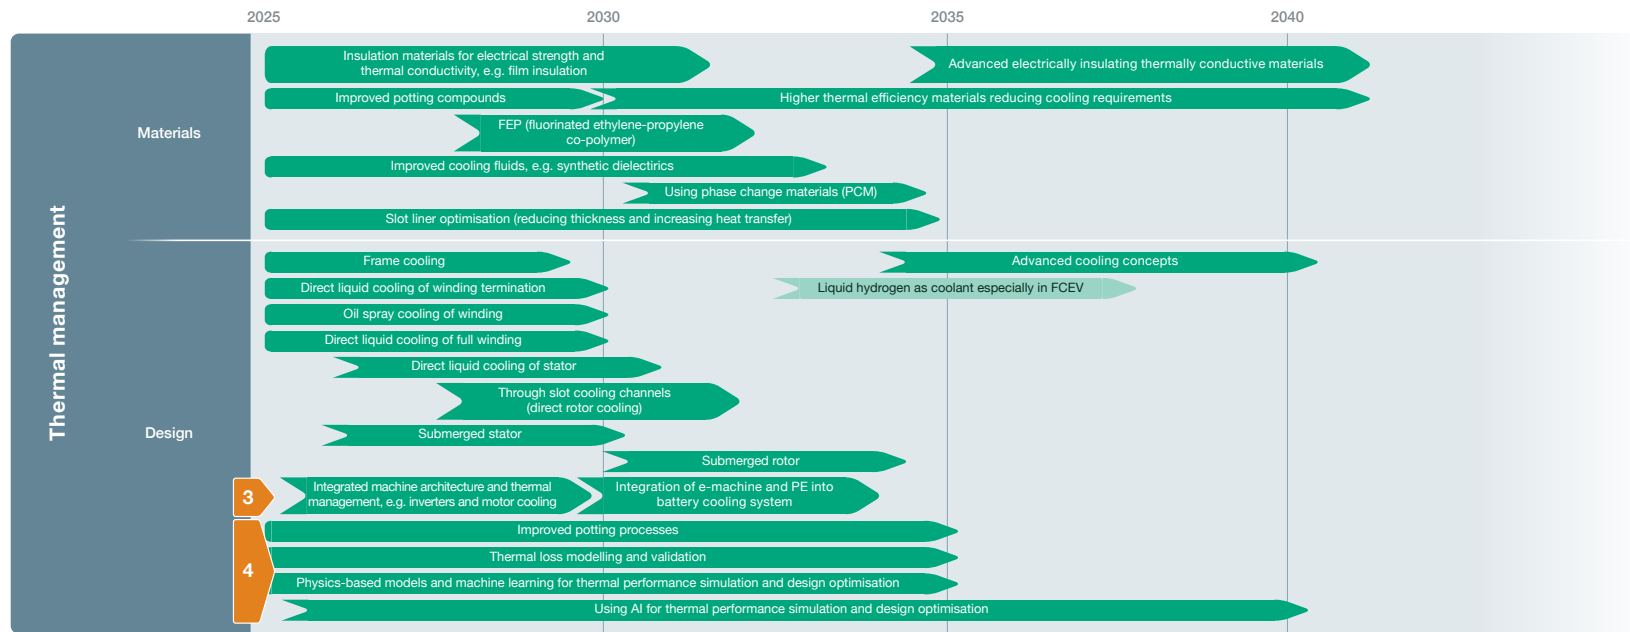 2025 2030 2035 2040
Thermal management
Materials
Insulation materials for electrical strength and
thermal conductivity, e.g. film insulation
Advanced electrically insulating thermally conductive materials
Improved potting compounds
Higher thermal efficiency materials reducing cooling requirements
FEP (fluorinated ethylene-propylene
co-polymer)
Improved cooling fluids, e.g. synthetic dielectirics
Using phase change materials (PCM)
Slot liner optimisation (reducing thickness and increasing heat transfer)
Design
Frame cooling
Advanced cooling concepts
Direct liquid cooling of winding termination
Liquid hydrogen as coolant especially in FCEV
Oil spray cooling of winding
Direct liquid cooling of full winding
Direct liquid cooling of stator
Through slot cooling channels
(direct rotor cooling)
Submerged stator
Submerged rotor
3
Integrated machine architecture and thermal
management, e.g. inverters and motor cooling
Integration of e-machine and PE into
battery cooling system
4
Improved potting processes
Thermal loss modelling and validation
Physics-based models and machine learning for thermal performance simulation and design optimisation
Using AI for thermal performance simulation and design optimisation